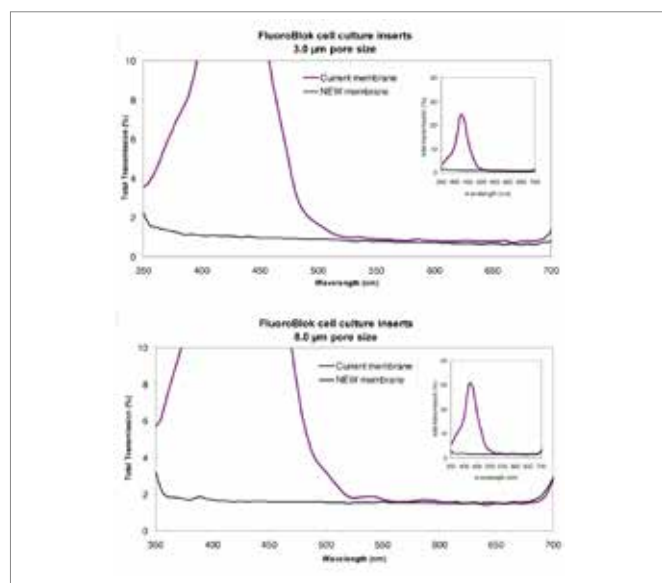 FluoroBlok cell culture inserts
3.0 µm pore size
Total Transmission (%)
10
8
6
4
2
0
Current membrane
NEW membrane
350 400 450 500 550 600 650 700
Wavelength (nm)
FluoroBlok cell culture inserts
8.0 µm pore size
Total Transmission (%)
10
8
6
4
2
0
Current membrane
NEW membrane
350 400 450 500 550 600 650 700
Wavelength (nm)